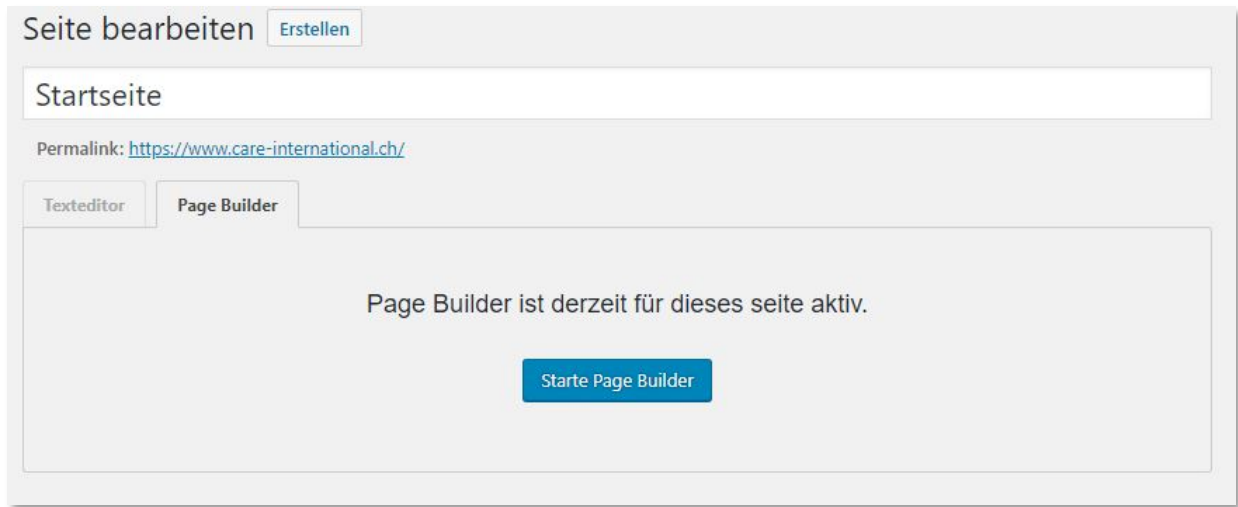 Seite bearbeiten Erstellen
Startseite
Permalink: https://www.care-international.ch/
Texteditor Page Builder
Page Builder ist derzeit für dieses seite aktiv.
Starte Page Builder